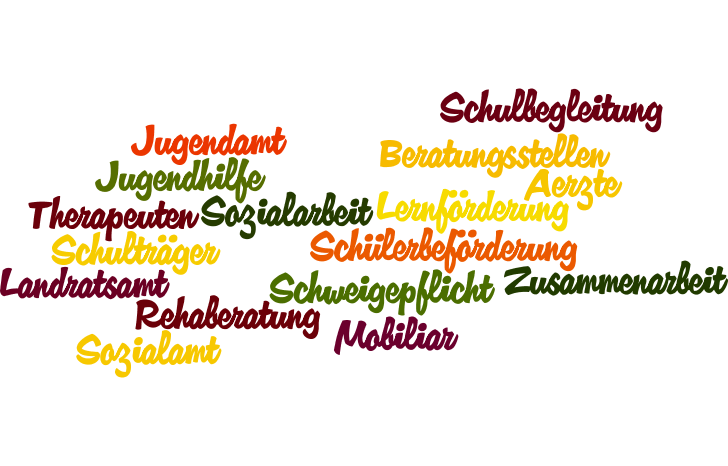 Schulbegleitung
Jugendamt
Beratungsstellen
Jugendhilfe
Aerzte
Therapeuten
Sozialarbeit
Lernförderung
Schulträger
Schülerbeförderung
Landratsamt
Schweigepflicht
Zusammenarbeit
Rehaberatung
Mobiliar
Sozialamt